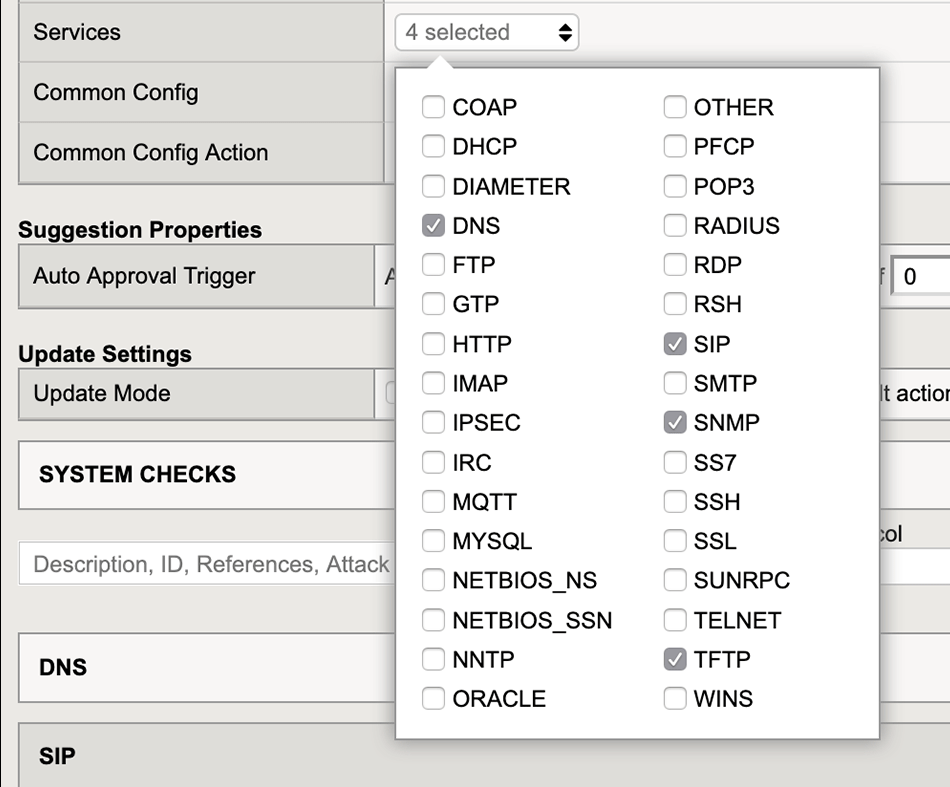 Services
4 selected
Common Config
Common Config Action
COAP
DHCP
DIAMETER
DNS
FTP
GTP
HTTP
IMAP
IPSEC
IRC
MQTT
MYSQL
NETBIOS_NS
NETBIOS_SSN
NNTP
ORACLE
OTHER
PFCP
POP3
RADIUS
RDP
RSH
SIP
SMTP
SNMP
SS7
SSH
SSL
SUNRPC
TELNET
TFTP
WINS
Suggestion Properties
Auto Approval Trigger
0
Update Settings
Update Mode
SYSTEM CHECKS
Description, ID, References, Attack
DNS
SIP